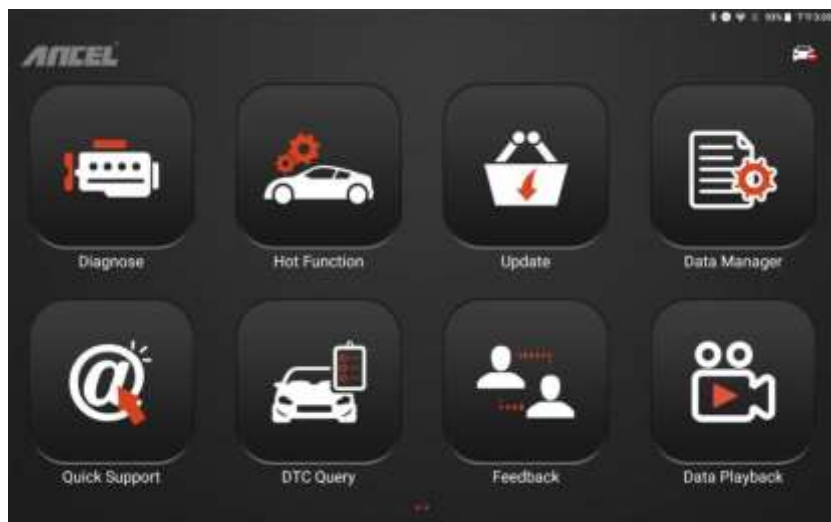 ANCEL
Diagnose
Hot Function
Update
Data Manager
Quick Support
DTC Query
Feedback
Data Playback